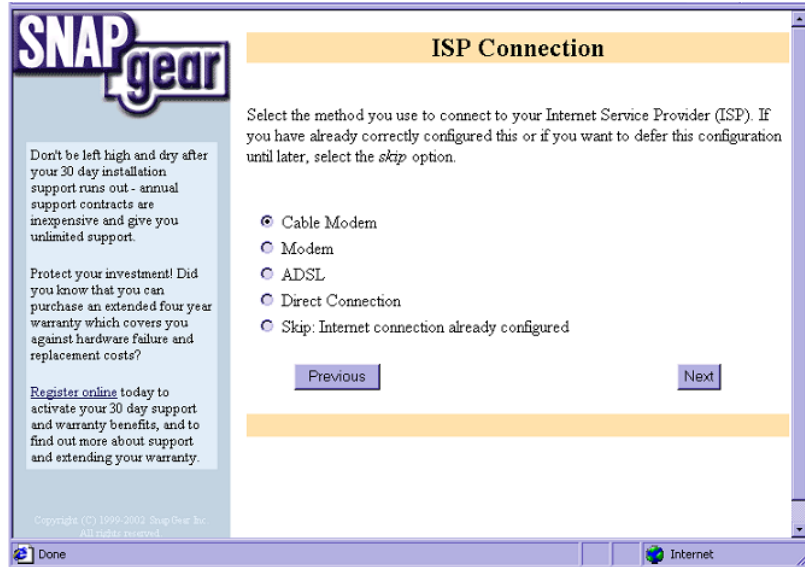 SNAP
gear
ISP Connection
Select the method you use to connect to your Internet Service Provider (ISP). If
you have already correctly configured this or if you want to defer this configuration
until later, select the skip option.
Cable Modem
Modem
ADSL
Direct Connection
Skip: Internet connection already configured
Previous
Next
Don't be left high and dry after
your 30 day installation
support runs out - annual
support contracts are
inexpensive and give you
unlimited support.
Protect your investment! Did
you know that you can
purchase an extended four year
warranty which covers you
against hardware failure and
replacement costs?
Register online today to
activate your 30 day support
and warranty benefits, and to
find out more about support
and extending your warranty.
Copyright (C) 1999-2002 SnapGear Inc.
All rights reserved
Done
Internet